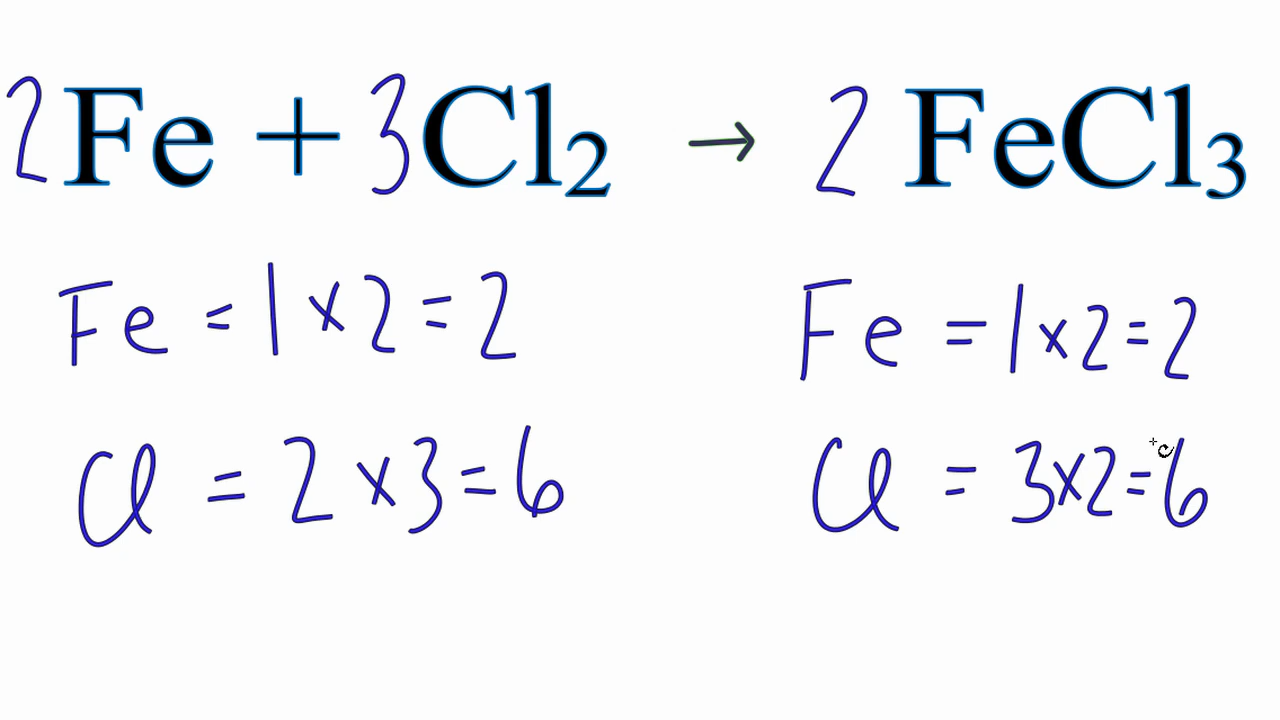 2Fe + 3Cl₂ → 2 FeCl₃
Fe = 1 x 2 = 2 Fe = 1 x 2 = 2
Cl = 2 x 3 = 6 Cl = 3 x 2 = 6